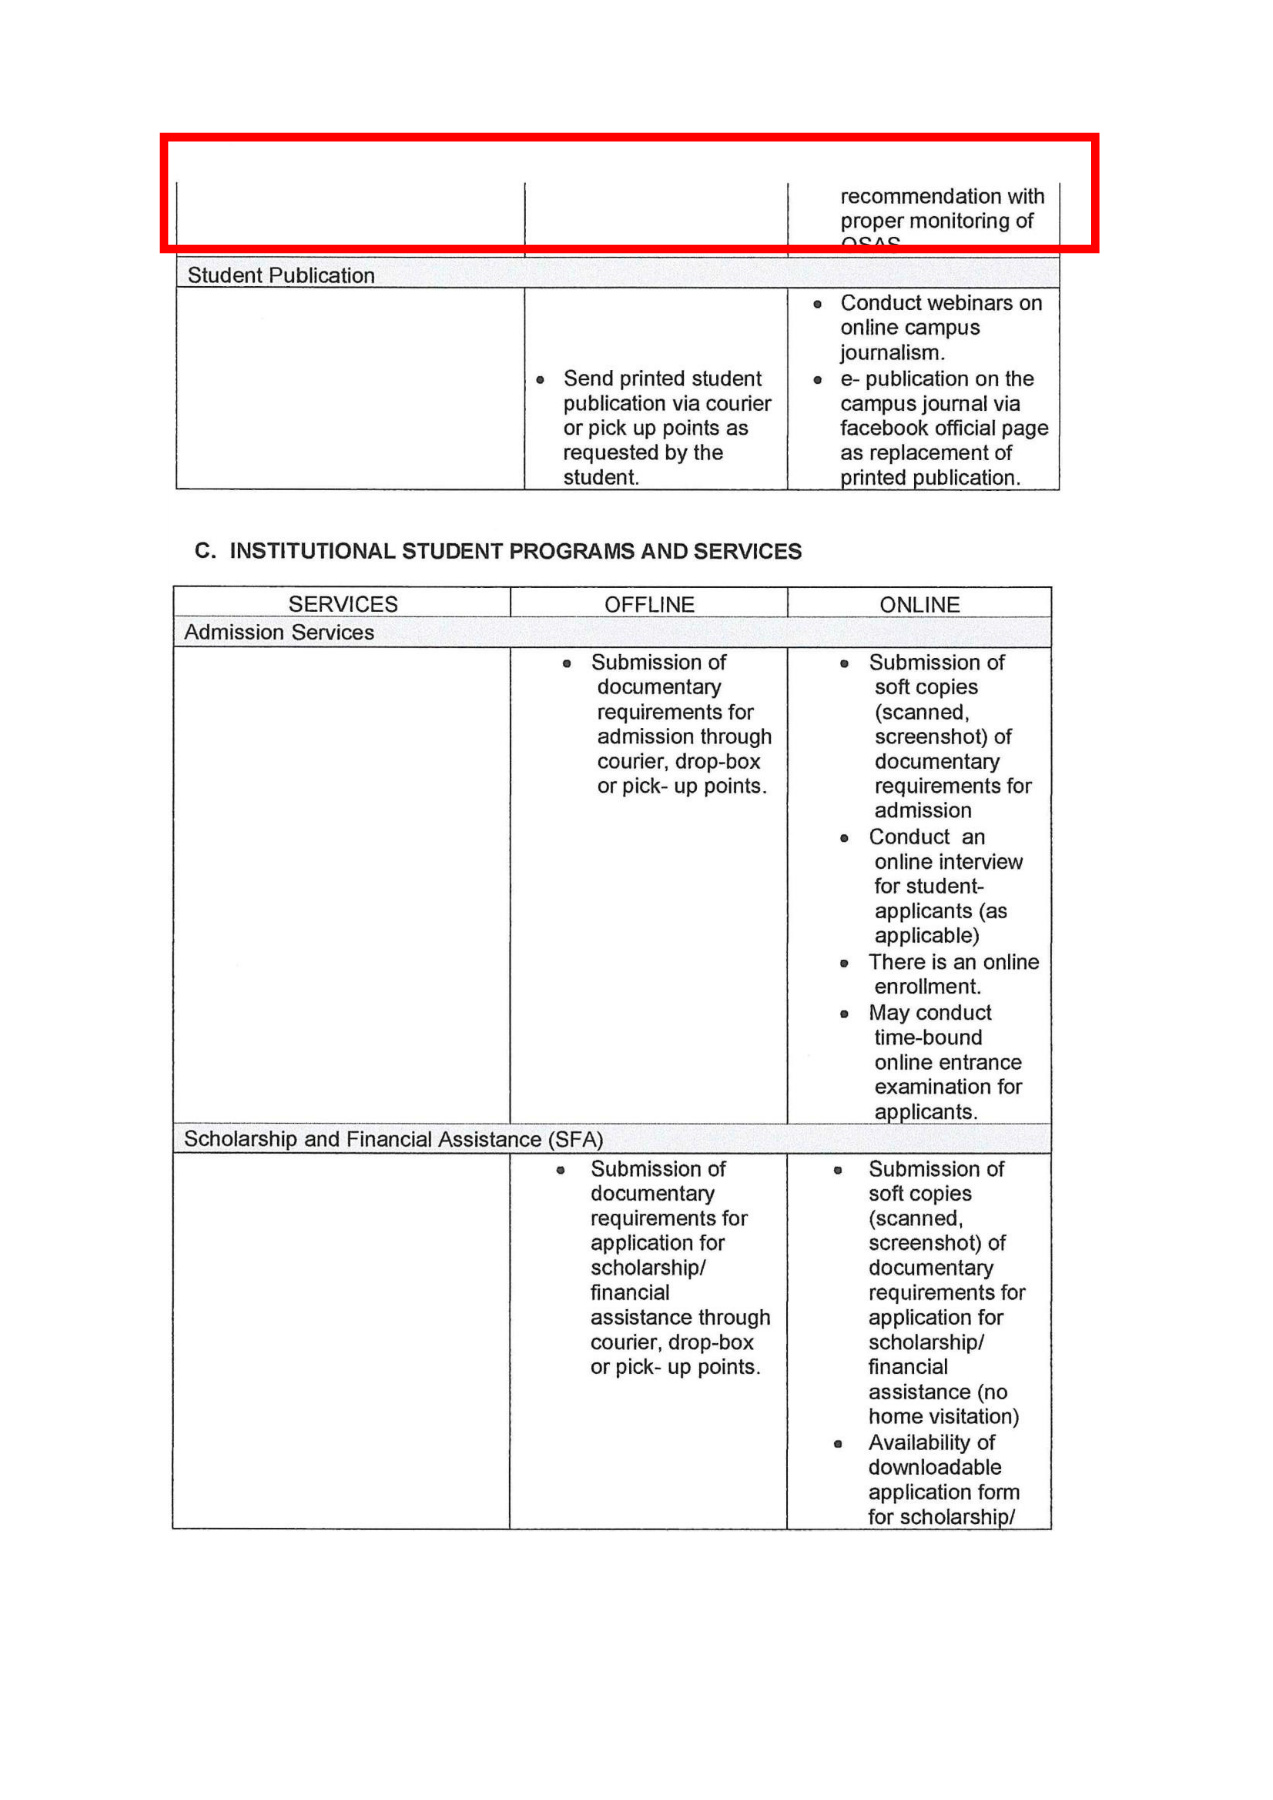 recommendation with
proper monitoring of
OSAS
Student Publication
• Send printed student
publication via courier
or pick up points as
requested by the
student.
• Conduct webinars on
online campus
journalism.
• e- publication on the
campus journal via
facebook official page
as replacement of
printed publication.
C. INSTITUTIONAL STUDENT PROGRAMS AND SERVICES
SERVICES OFFLINE ONLINE
Admission Services
• Submission of
documentary
requirements for
admission through
courier, drop-box
or pick- up points.
• Submission of
soft copies
(scanned,
screenshot) of
documentary
requirements for
admission
• Conduct an
online interview
for student-
applicants (as
applicable)
• There is an online
enrollment.
• May conduct
time-bound
online entrance
examination for
applicants.
Scholarship and Financial Assistance (SFA)
• Submission of
documentary
requirements for
application for
scholarship/
financial
assistance through
courier, drop-box
or pick- up points.
• Submission of
soft copies
(scanned,
screenshot) of
documentary
requirements for
application for
scholarship/
financial
assistance (no
home visitation)
• Availability of
downloadable
application form
for scholarship/